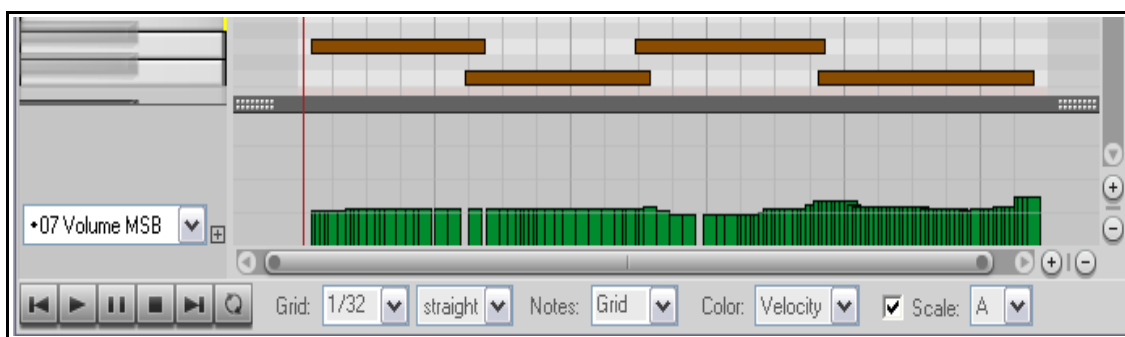 •07 Volume MSB
Grid: 1/32 straight Notes: Grid Color: Velocity Scale: A